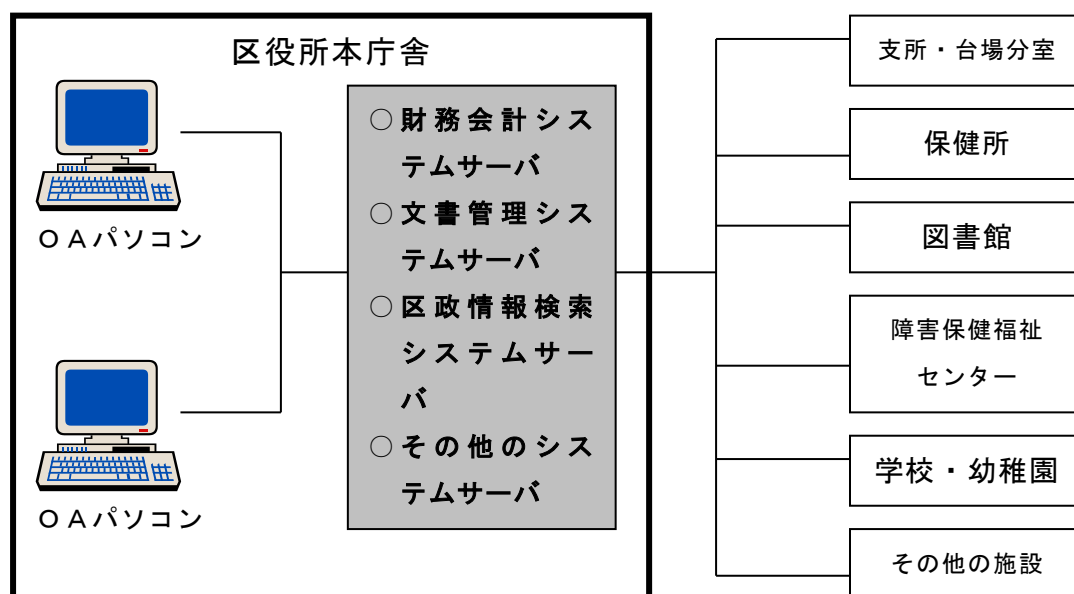 区役所本庁舎
OAパソコン
OAパソコン
○財務会計シス
テムサーバ
○文書管理シス
テムサーバ
○区政情報検索
システムサー
バ
○その他のシス
テムサーバ
支所・台場分室
保健所
図書館
障害保健福祉
センター
学校・幼稚園
その他の施設